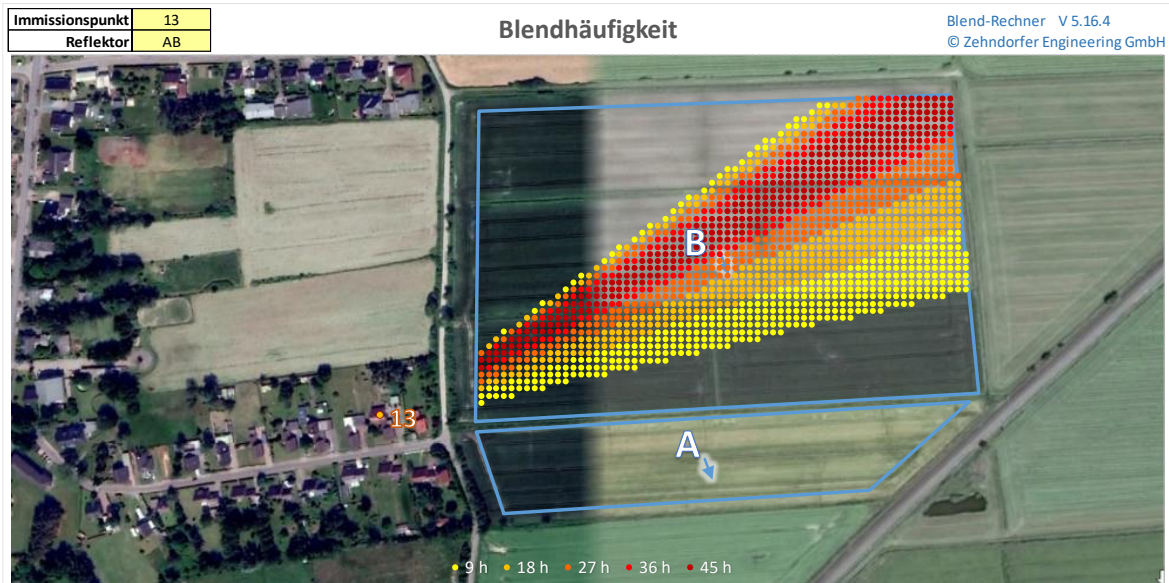 Immissionspunkt 13
Reflektor AB
Blendhäufigkeit
Blend-Rechner V 5.16.4
© Zehndorfer Engineering GmbH
B
13
A
9 h 18 h 27 h 36 h 45 h